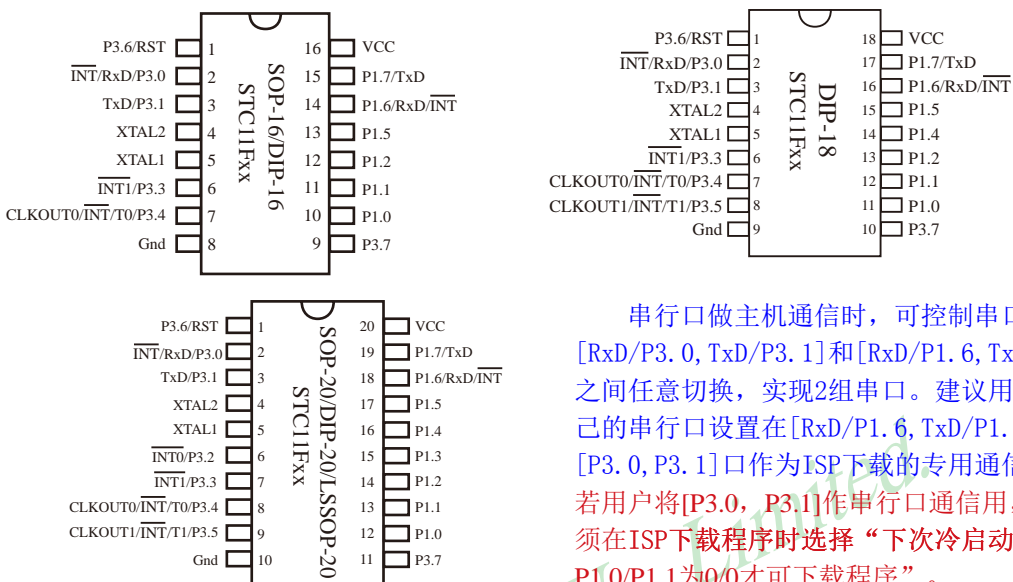 P3.6/RST 1 16 VCC
INT/RxD/P3.0 2 15 P1.7/TxD
TxD/P3.1 3 14 P1.6/RxD/INT
XTAL2 4 13 P1.5
XTAL1 5 12 P1.2
INT1/P3.3 6 11 P1.1
CLKOUT0/INT/T0/P3.4 7 10 P1.0
Gnd 8 9 P3.7
SOP-16/DIP-16
STC11Fxx
P3.6/RST 1 18 VCC
INT/RxD/P3.0 2 17 P1.7/TxD
TxD/P3.1 3 16 P1.6/RxD/INT
XTAL2 4 15 P1.5
XTAL1 5 14 P1.4
INT1/P3.3 6 13 P1.2
CLKOUT0/INT/T0/P3.4 7 12 P1.1
CLKOUT1/INT/T1/P3.5 8 11 P1.0
Gnd 9 10 P3.7
DIP-18
STC11Fxx
P3.6/RST 1 20 VCC
INT/RxD/P3.0 2 19 P1.7/TxD
TxD/P3.1 3 18 P1.6/RxD/INT
XTAL2 4 17 P1.5
XTAL1 5 16 P1.4
INT0/P3.2 6 15 P1.3
INT1/P3.3 7 14 P1.2
CLKOUT0/INT/T0/P3.4 8 13 P1.1
CLKOUT1/INT/T1/P3.5 9 12 P1.0
Gnd 10 11 P3.7
SOP-20/DIP-20/LSSOP-20
STC11Fxx
串行口做主机通信时，可控制串口
[RxD/P3.0,TxD/P3.1]和[RxD/P1.6,Tx
之间任意切换，实现2组串口。建议用
己的串行口设置在[RxD/P1.6,TxD/P1.
[P3.0,P3.1]口作为ISP下载的专用通信
若用户将[P3.0，P3.1]作串行口通信用，
须在ISP下载程序时选择“下次冷启动
P1.0/P1.1为0/0才可下载程序”。
Limited.